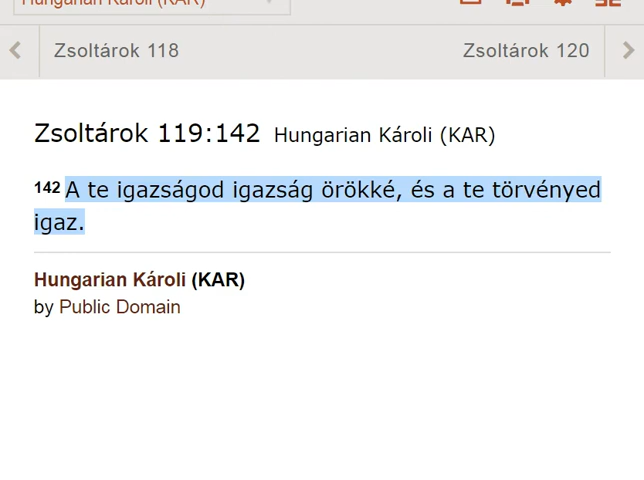 Hungarian Károli (KAR)
Zsoltárok 118
Zsoltárok 120
Zsoltárok 119:142 Hungarian Károli (KAR)
142 A te igazságod igazság örökké, és a te törvényed
igaz.
Hungarian Károli (KAR)
by Public Domain